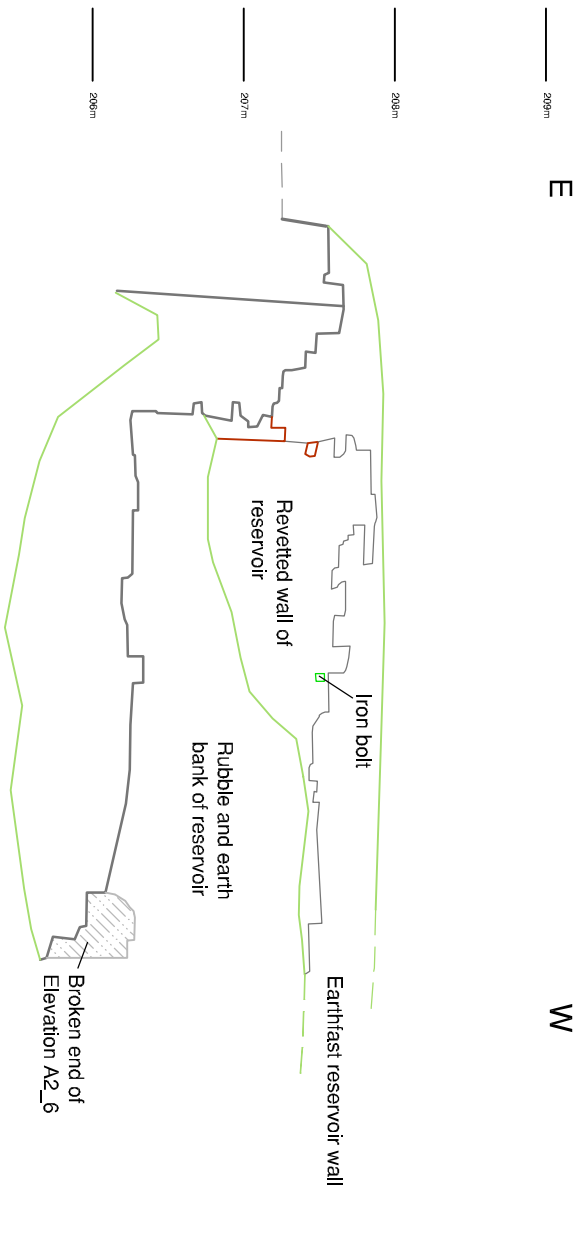 E
W
209m
208m
207m
206m
Earthfast reservoir wall
Iron bolt
Revetted wall of
reservoir
Rubble and earth
bank of reservoir
Broken end of
Elevation A2_6